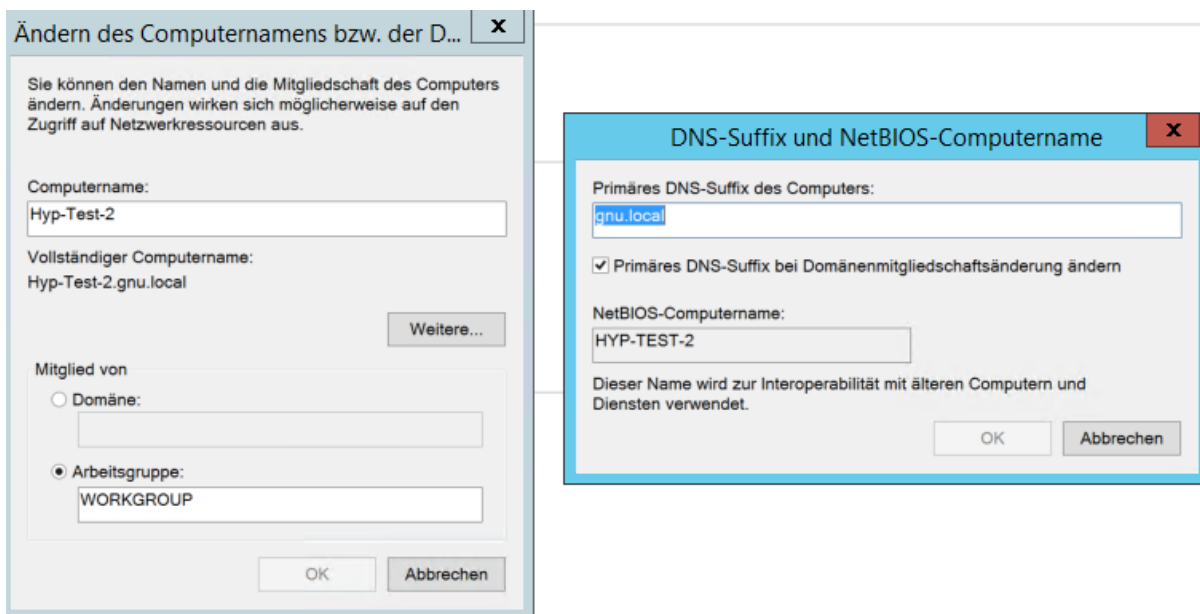 Ändern des Computernamens bzw. der D...
x
Sie können den Namen und die Mitgliedschaft des Computers
ändern. Änderungen wirken sich möglicherweise auf den
Zugriff auf Netzwerkressourcen aus.
Computername:
Hyp-Test-2
Vollständiger Computername:
Hyp-Test-2.gnu.local
Weitere...
Mitglied von
Domäne:
Arbeitsgruppe:
WORKGROUP
OK
Abbrechen
DNS-Suffix und NetBIOS-Computername
x
Primäres DNS-Suffix des Computers:
gnu.local
Primäres DNS-Suffix bei Domänenmitgliedschaftsänderung ändern
NetBIOS-Computername:
HYP-TEST-2
Dieser Name wird zur Interoperabilität mit älteren Computern und
Diensten verwendet.
OK
Abbrechen